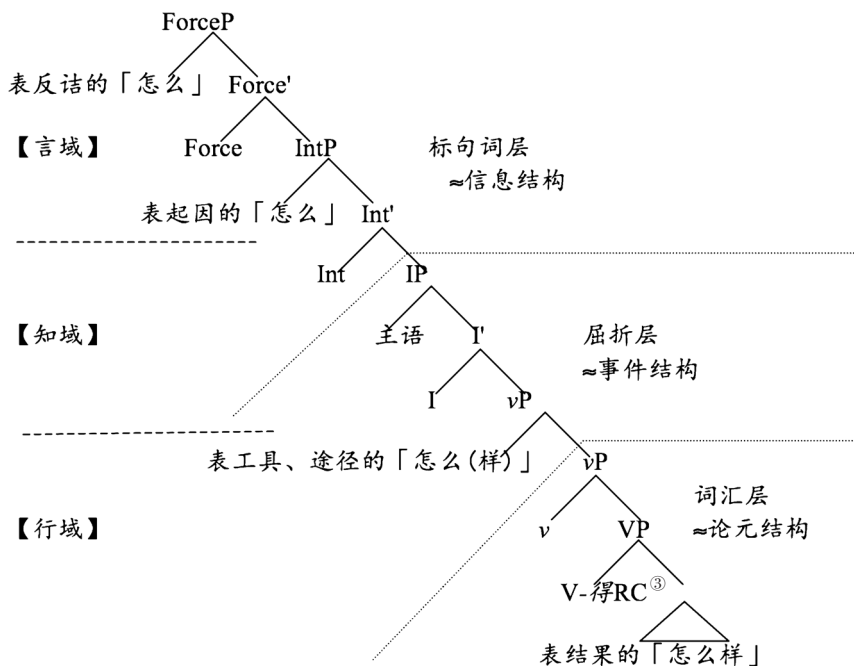 ForceP
表反诘的「怎么」 Force'
【言域】 Force IntP 标句词层
≈信息结构
表起因的「怎么」 Int'
Int IP
【知域】 主语 I' 屈折层
≈事件结构
I vP
表工具、途径的「怎么(样)」 vP
词汇层
【行域】 v VP ≈论元结构
V-得RC③
表结果的「怎么样」